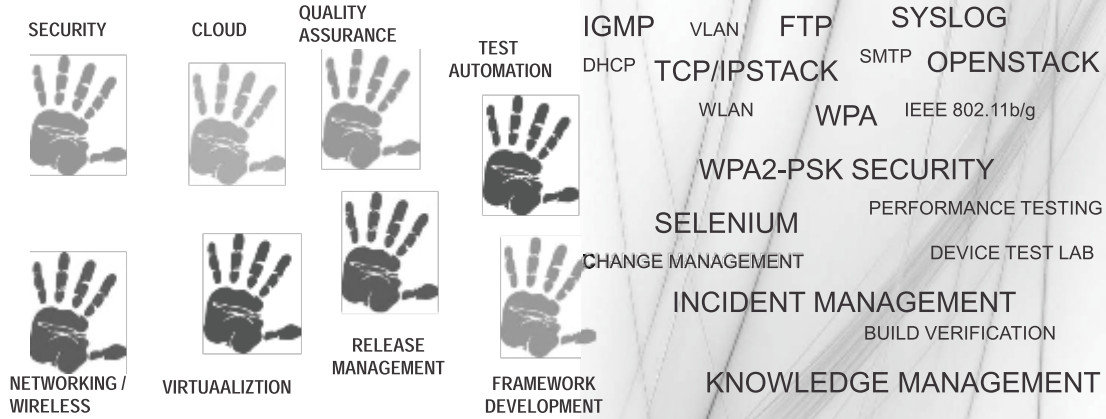 SECURITY
CLOUD
QUALITY
ASSURANCE
TEST
AUTOMATION
NETWORKING /
WIRELESS
VIRTUAALIZTION
RELEASE
MANAGEMENT
FRAMEWORK
DEVELOPMENT
IGMP VLAN FTP SYSLOG
DHCP TCP/IPSTACK SMTP OPENSTACK
WLAN WPA IEEE 802.11b/g
WPA2-PSK SECURITY
PERFORMANCE TESTING
SELENIUM
CHANGE MANAGEMENT
DEVICE TEST LAB
INCIDENT MANAGEMENT
BUILD VERIFICATION
KNOWLEDGE MANAGEMENT